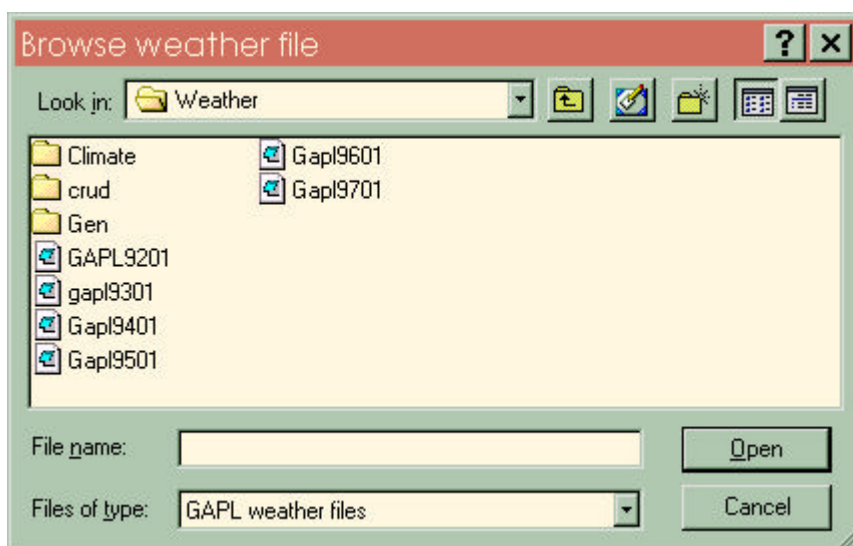 Browse weather file
Look in: Weather
Climate
crud
Gen
GAPL9201
gapl9301
Gapl9401
Gapl9501
Gapl9601
Gapl9701
File name:
Open
Files of type: GAPL weather files
Cancel